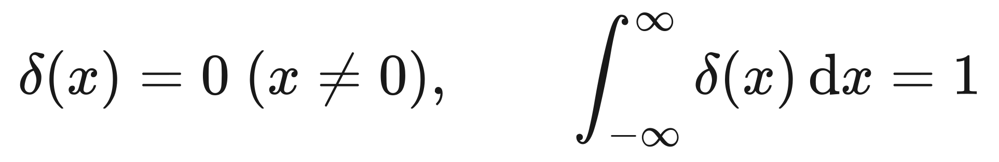 δ(x) = 0 (x ≠ 0), ∫_{-∞}^{∞} δ(x) dx = 1